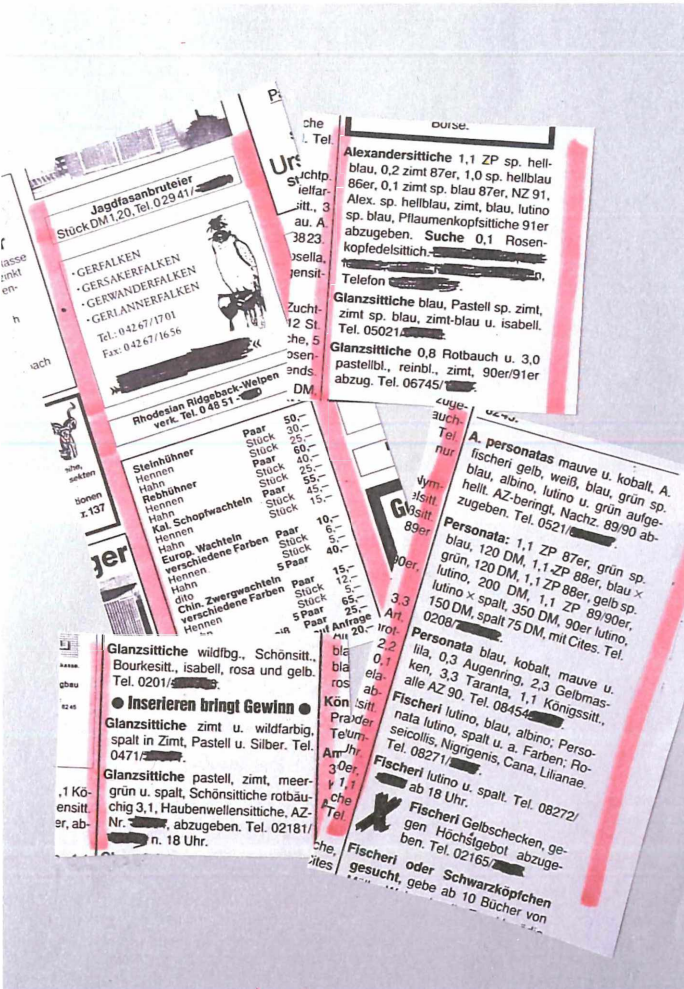 Jagdfasanbruteier
Stück DM 1,20, Tel. 0 29 41/
· GERFALKEN
· GERSAKERFALKEN
· GERWANDERFALKEN
· GERLANNERFALKEN
Tel.: 0 42 67/17 01
Fax: 0 42 67/16 56
Rhodesian Ridgeback-Welpen
verk. Tel. 0 48 51 -
Steinhühner Paar 50,–
Hennen Stück 30,–
Hahn Stück 25,–
Rebhühner Paar 60,–
Hennen Stück 40,–
Hahn Stück 25,–
Kal. Schopfwachteln Paar 55,–
Hennen Stück 45,–
Hahn Stück 15,–
Europ. Wachteln
verschiedene Farben Paar 10,–
Hennen Stück 6,–
Hahn Stück 5,–
dito 5 Paar 40,–
Chin. Zwergwachteln
verschiedene Farben Paar 15,–
Hennen Stück 12,–
Hahn Stück 5,–
5 Paar 65,–
Paar 25,–
auf Anfrage
20,–
Börse.
Alexandersittiche 1,1 ZP sp. hell-
blau, 0,2 zimt 87er, 1,0 sp. hellblau
86er, 0,1 zimt sp. blau 87er, NZ 91,
Alex. sp. hellblau, zimt, blau, lutino
sp. blau, Pflaumenkopfsittiche 91er
abzugeben. Suche 0,1 Rosen-
kopfedelsittich.
Telefon
Glanzsittiche blau, Pastell sp. zimt,
zimt sp. blau, zimt-blau u. isabell.
Tel. 05021/
Glanzsittiche 0,8 Rotbauch u. 3,0
pastellbl., reinbl., zimt, 90er/91er
abzug. Tel. 06745/
A. personatas mauve u. kobalt, A.
fischeri gelb, weiß, blau, grün sp.
blau, albino, lutino u. grün aufge-
hellt. AZ-beringt, Nachz. 89/90 ab-
zugeben. Tel. 0521/
Personata: 1,1 ZP 87er, grün sp.
blau, 120 DM, 1,1 ZP 88er, blau ×
grün, 120 DM, 1,1 ZP 88er, gelb sp.
lutino, 200 DM, 1,1 ZP 89/90er,
lutino × spalt, 350 DM, 90er lutino,
150 DM, spalt 75 DM, mit Cites. Tel.
0208/
Personata blau, kobalt, mauve u.
lila, 0,3 Augenring, 2,3 Gelbmas-
ken, 3,3 Taranta, 1,1 Königssitt.,
alle AZ 90. Tel. 08454
Fischeri lutino, blau, albino; Perso-
nata lutino, spalt u. a. Farben; Ro-
seicollis, Nigrigenis, Cana, Lilianae.
Tel. 08271/
Fischeri lutino u. spalt. Tel. 08272/
ab 18 Uhr.
Fischeri Gelbschecken, ge-
gen Höchstgebot abzuge-
ben. Tel. 02165/
Fischeri oder Schwarzköpfchen
gesucht, gebe ab 10 Bücher von
Glanzsittiche wildfbg., Schönsitt.,
Bourkesitt., isabell, rosa und gelb.
Tel. 0201/
● Inserieren bringt Gewinn ●
Glanzsittiche zimt u. wildfarbig,
spalt in Zimt, Pastell u. Silber. Tel.
0471/
Glanzsittiche pastell, zimt, meer-
grün u. spalt, Schönsittiche rotbäu-
chig 3,1, Haubenwellensittiche, AZ-
Nr. , abzugeben. Tel. 02181/
n. 18 Uhr.